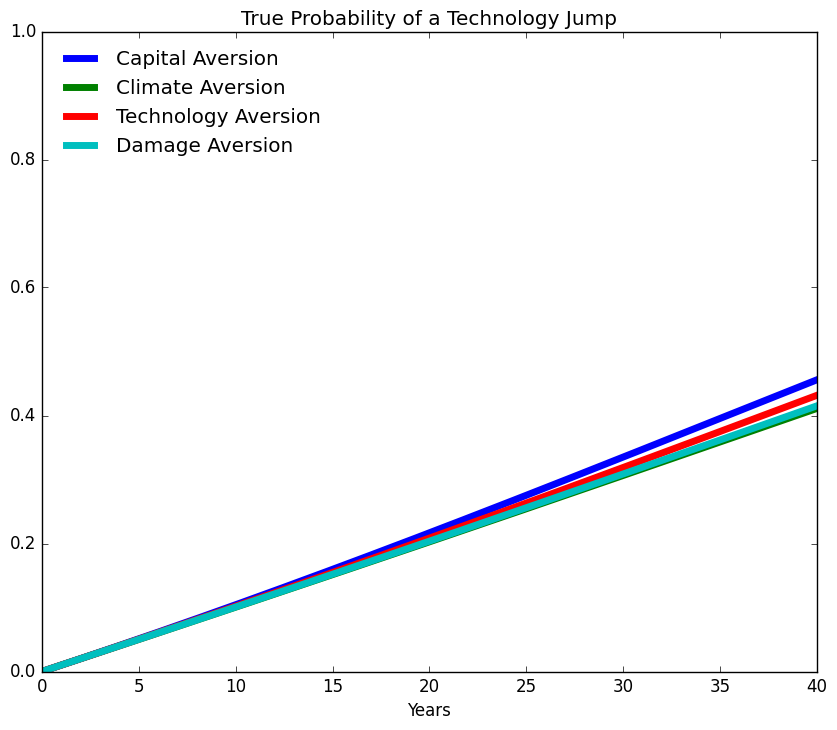 True Probability of a Technology Jump
1.0
Capital Aversion
Climate Aversion
Technology Aversion
Damage Aversion
0.8
0.6
0.4
0.2
0.0
0 5 10 15 20 25 30 35 40
Years